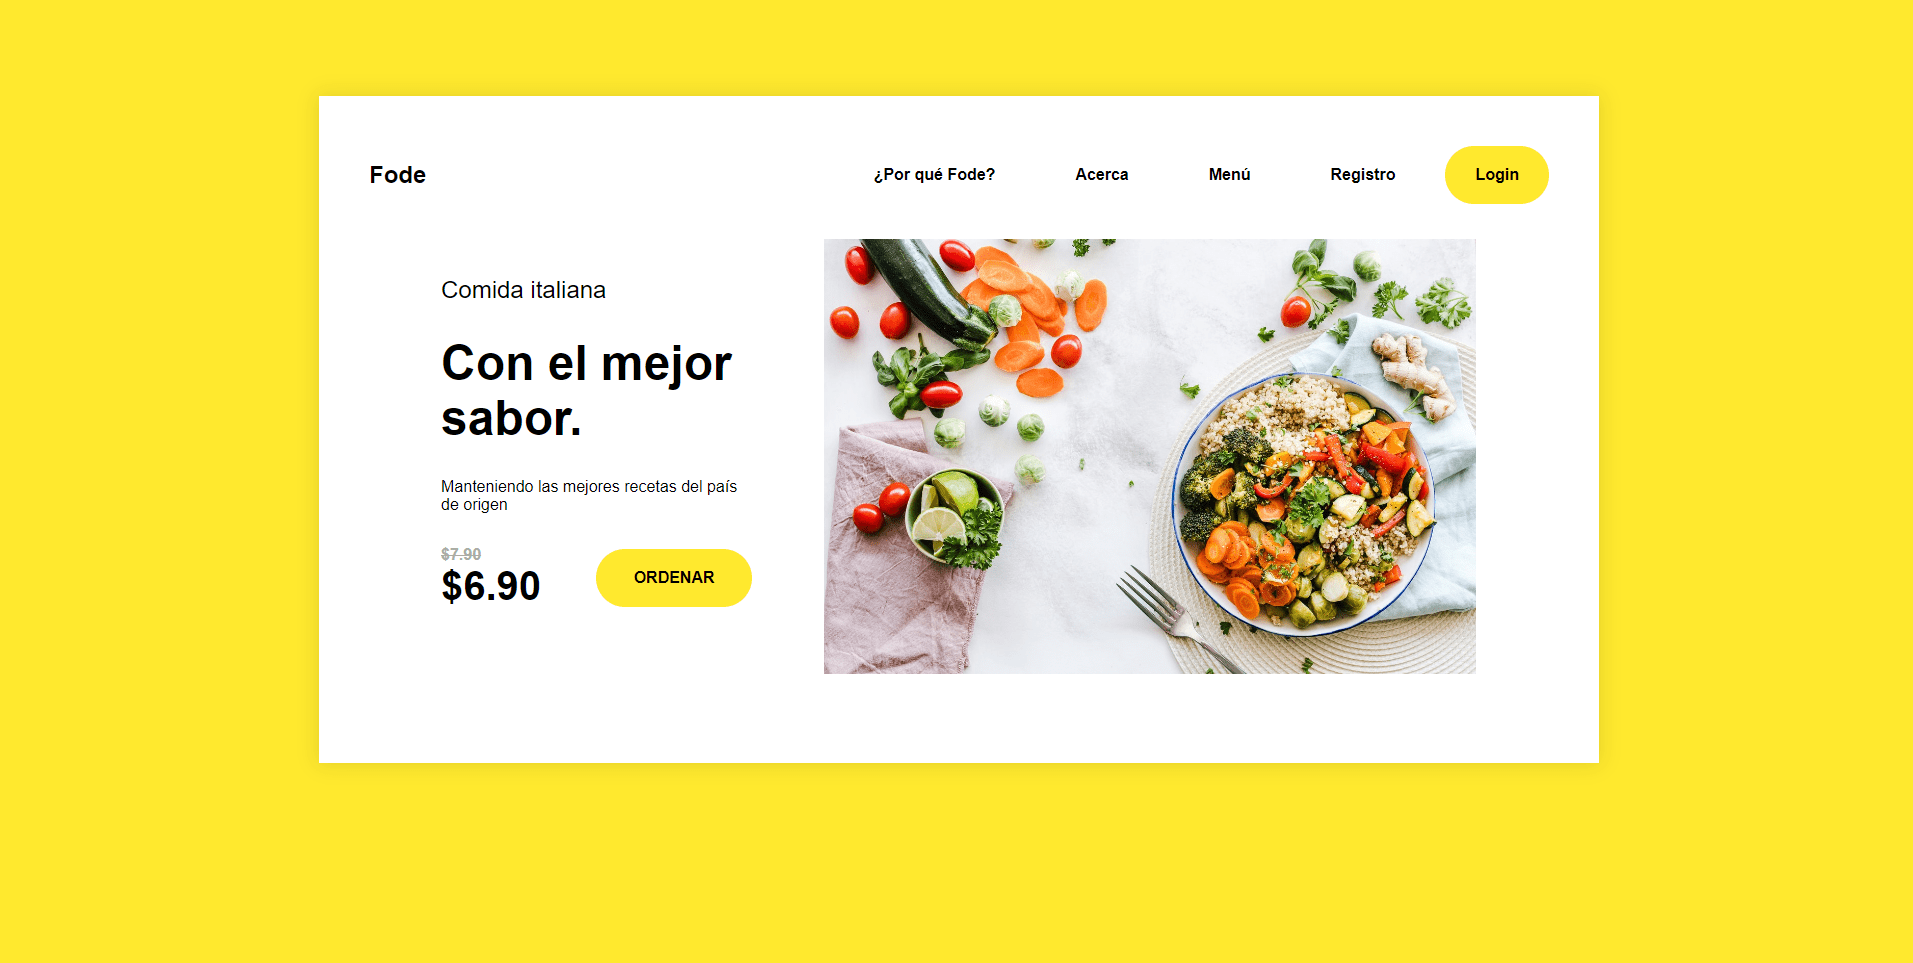 Fode
¿Por qué Fode?
Acerca
Menú
Registro
Login
Comida italiana
Con el mejor
sabor.
Manteniendo las mejores recetas del país
de origen
$7.90
$6.90
ORDENAR